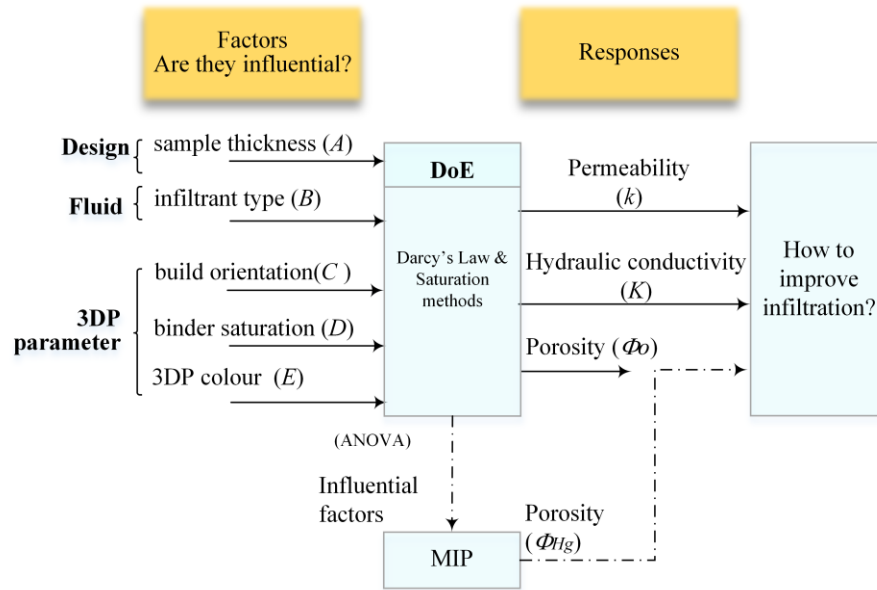 Factors
Are they influential?
Responses
Design
sample thickness (A)
Fluid
infiltrant type (B)
3DP
parameter
build orientation(C )
binder saturation (D)
3DP colour (E)
DoE
Darcy's Law &
Saturation
methods
Permeability
(k)
Hydraulic conductivity
(K)
Porosity (Φo)
How to
improve
infiltration?
(ANOVA)
Influential
factors
MIP
Porosity
(ΦHg)